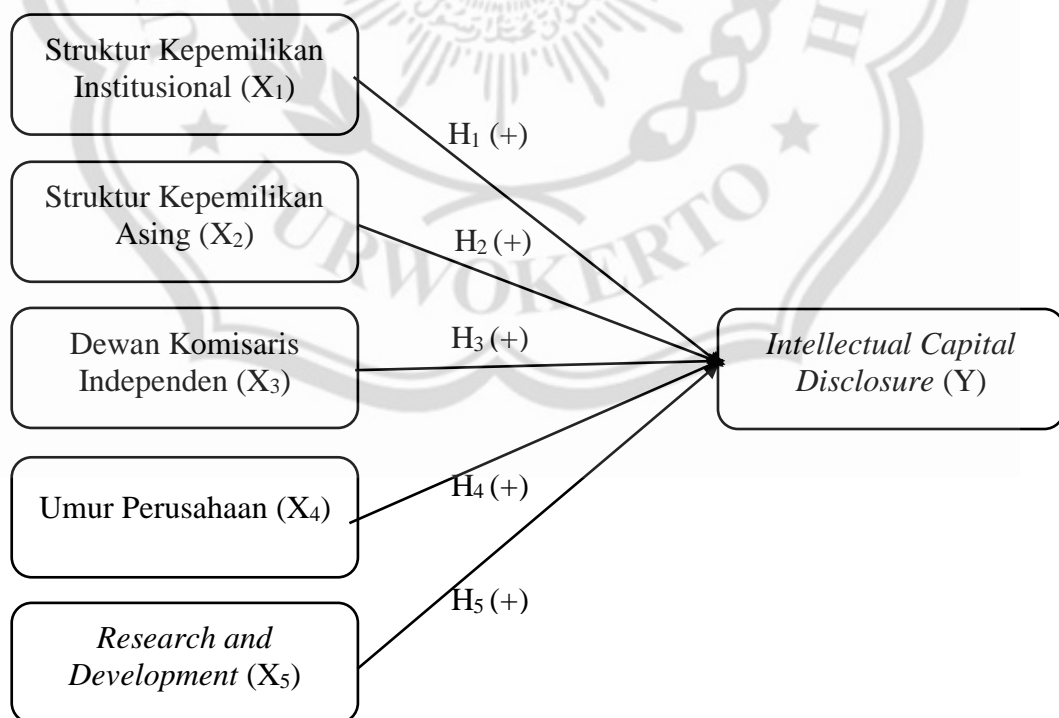 Struktur Kepemilikan
Institusional (X₁)
H₁ (+)
Struktur Kepemilikan
Asing (X₂)
H₂ (+)
Dewan Komisaris
Independen (X₃)
H₃ (+)
Intellectual Capital
Disclosure (Y)
Umur Perusahaan (X₄)
H₄ (+)
Research and
Development (X₅)
H₅ (+)
PURWOKERTO